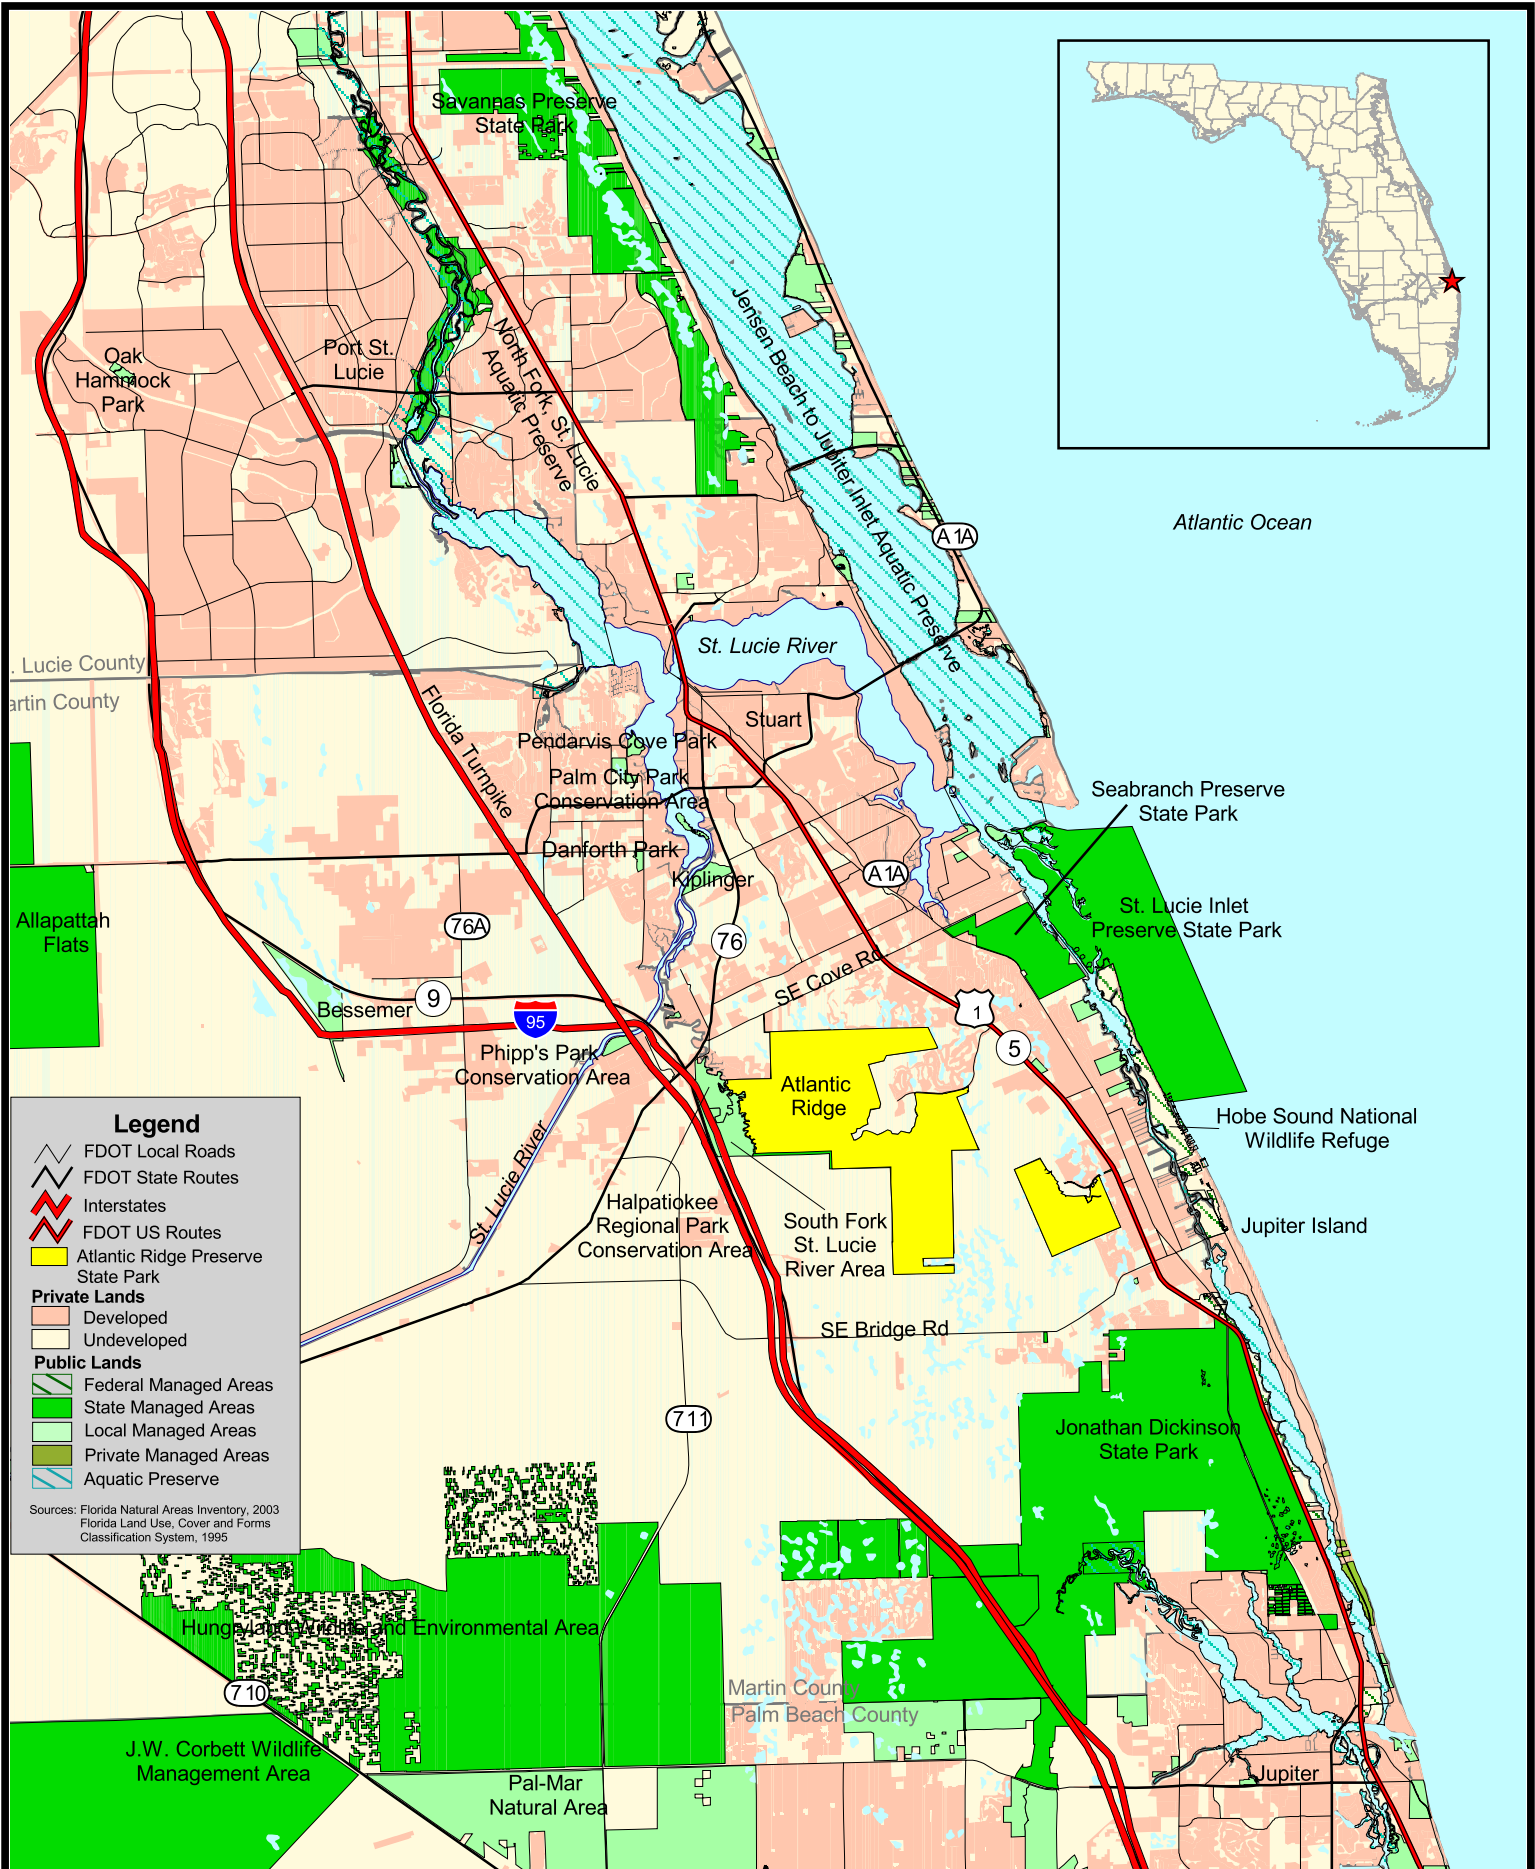 Savannas Preserve
State Park
Oak
Hammock
Park
Port St.
Lucie
North Fork, St. Lucie
Aquatic Preserve
Jensen Beach to Jupiter Inlet Aquatic Preserve
Atlantic Ocean
A1A
St. Lucie River
. Lucie County
artin County
Florida Turnpike
Stuart
Pendarvis Cove Park
Palm City Park
Conservation Area
Danforth Park
Kiplinger
A1A
Seabranch Preserve
State Park
St. Lucie Inlet
Preserve State Park
Allapattah
Flats
76A
76
SE Cove Rd.
Bessemer
9
95
1
5
Phipp's Park
Conservation Area
Atlantic
Ridge
Hobe Sound National
Wildlife Refuge
St. Lucie River
Halpatiokee
Regional Park
Conservation Area
South Fork
St. Lucie
River Area
Jupiter Island
SE Bridge Rd
711
Jonathan Dickinson
State Park
Legend
FDOT Local Roads
FDOT State Routes
Interstates
FDOT US Routes
Atlantic Ridge Preserve
State Park
Private Lands
Developed
Undeveloped
Public Lands
Federal Managed Areas
State Managed Areas
Local Managed Areas
Private Managed Areas
Aquatic Preserve
Sources: Florida Natural Areas Inventory, 2003
Florida Land Use, Cover and Forms
Classification System, 1995
Hungryland Wildlife and Environmental Area
710
Martin County
Palm Beach County
J.W. Corbett Wildlife
Management Area
Pal-Mar
Natural Area
Jupiter